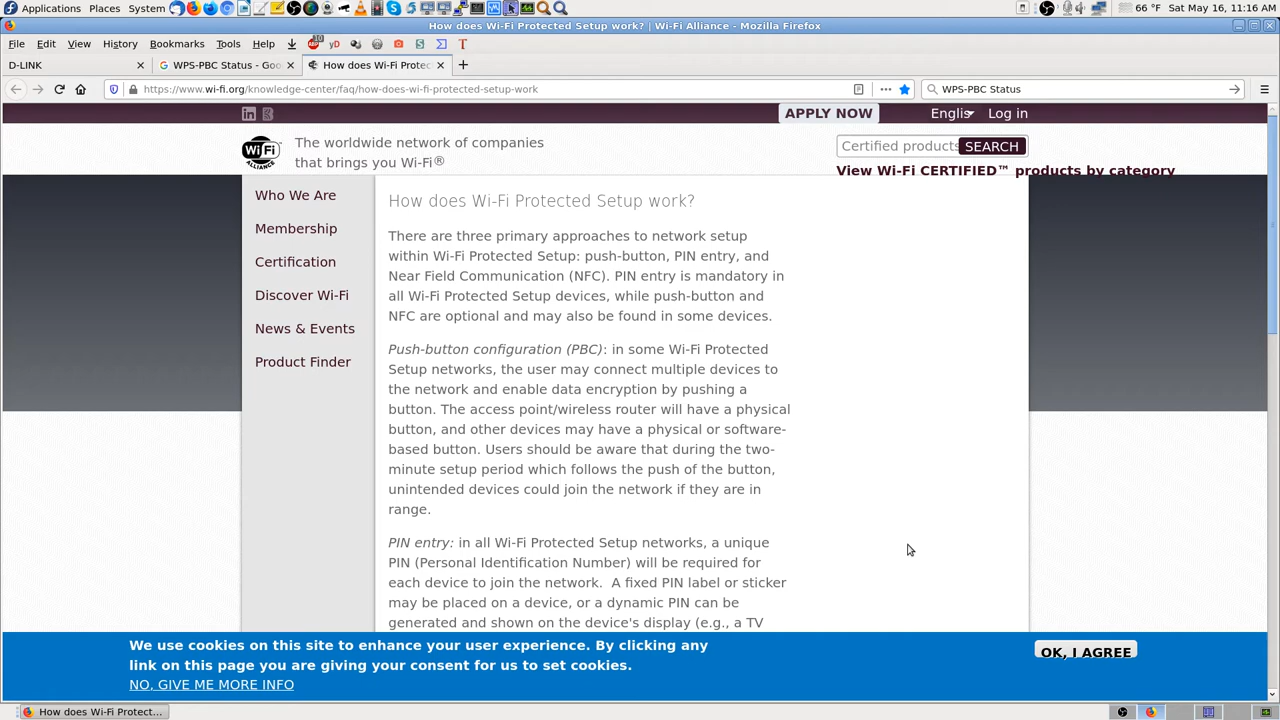 Applications Places System 66 °F Sat May 16, 11:16 AM
How does Wi-Fi Protected Setup work? | Wi-Fi Alliance - Mozilla Firefox
File Edit View History Bookmarks Tools Help
D-LINK WPS-PBC Status - Goo How does Wi-Fi Protec
https://www.wi-fi.org/knowledge-center/faq/how-does-wi-fi-protected-setup-work WPS-PBC Status
APPLY NOW Englis Log in
The worldwide network of companies
that brings you Wi-Fi®
Wi Fi
ALLIANCE
Certified products SEARCH
View Wi-Fi CERTIFIED™ products by category
Who We Are
Membership
Certification
Discover Wi-Fi
News & Events
Product Finder
How does Wi-Fi Protected Setup work?
There are three primary approaches to network setup
within Wi-Fi Protected Setup: push-button, PIN entry, and
Near Field Communication (NFC). PIN entry is mandatory in
all Wi-Fi Protected Setup devices, while push-button and
NFC are optional and may also be found in some devices.
Push-button configuration (PBC): in some Wi-Fi Protected
Setup networks, the user may connect multiple devices to
the network and enable data encryption by pushing a
button. The access point/wireless router will have a physical
button, and other devices may have a physical or software-
based button. Users should be aware that during the two-
minute setup period which follows the push of the button,
unintended devices could join the network if they are in
range.
PIN entry: in all Wi-Fi Protected Setup networks, a unique
PIN (Personal Identification Number) will be required for
each device to join the network. A fixed PIN label or sticker
may be placed on a device, or a dynamic PIN can be
generated and shown on the device's display (e.g., a TV
We use cookies on this site to enhance your user experience. By clicking any
link on this page you are giving your consent for us to set cookies.
NO, GIVE ME MORE INFO
OK, I AGREE
How does Wi-Fi Protect...